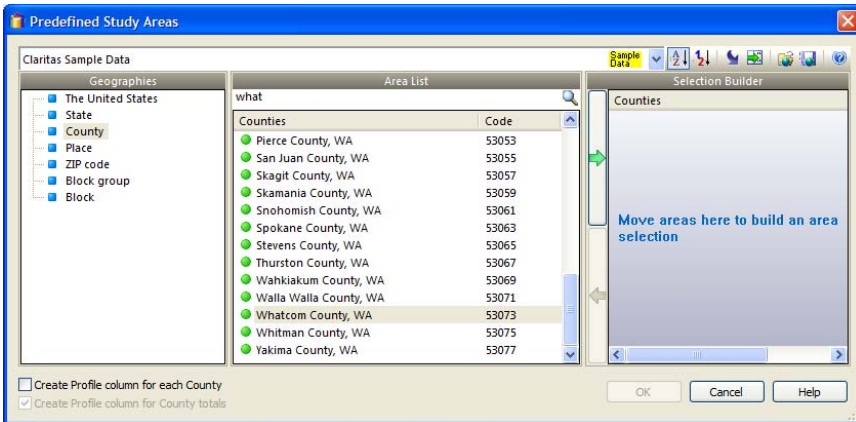 Predefined Study Areas
Claritas Sample Data
Sample Data
Geographies
The United States
State
County
Place
ZIP code
Block group
Block
Area List
what
Counties Code
Pierce County, WA 53053
San Juan County, WA 53055
Skagit County, WA 53057
Skamania County, WA 53059
Snohomish County, WA 53061
Spokane County, WA 53063
Stevens County, WA 53065
Thurston County, WA 53067
Wahkiakum County, WA 53069
Walla Walla County, WA 53071
Whatcom County, WA 53073
Whitman County, WA 53075
Yakima County, WA 53077
Selection Builder
Counties
Move areas here to build an area
selection
Create Profile column for each County
Create Profile column for County totals
OK Cancel Help